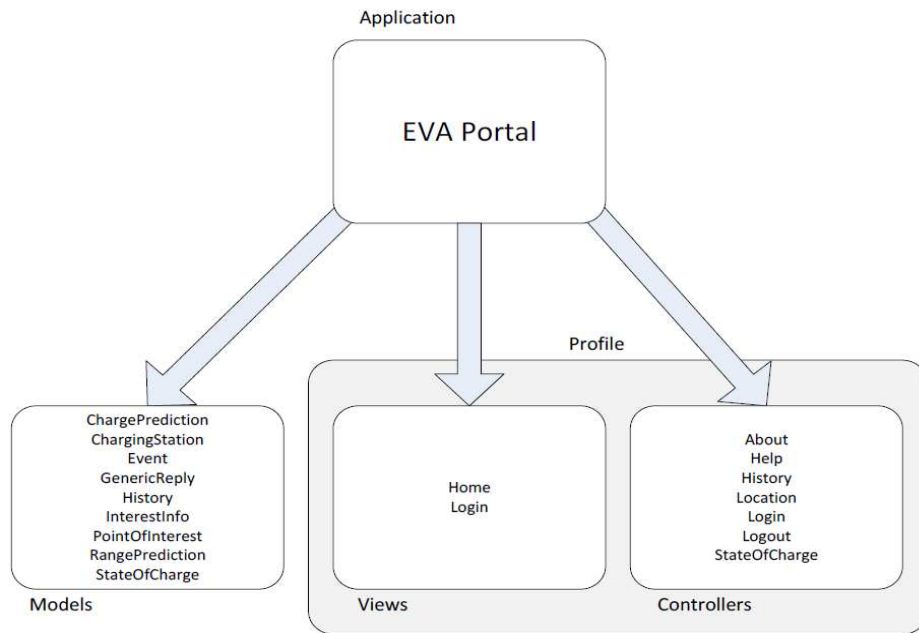 Application
EVA Portal
Profile
ChargePrediction
ChargingStation
Event
GenericReply
History
InterestInfo
PointOfInterest
RangePrediction
StateOfCharge
Models
Home
Login
Views
About
Help
History
Location
Login
Logout
StateOfCharge
Controllers